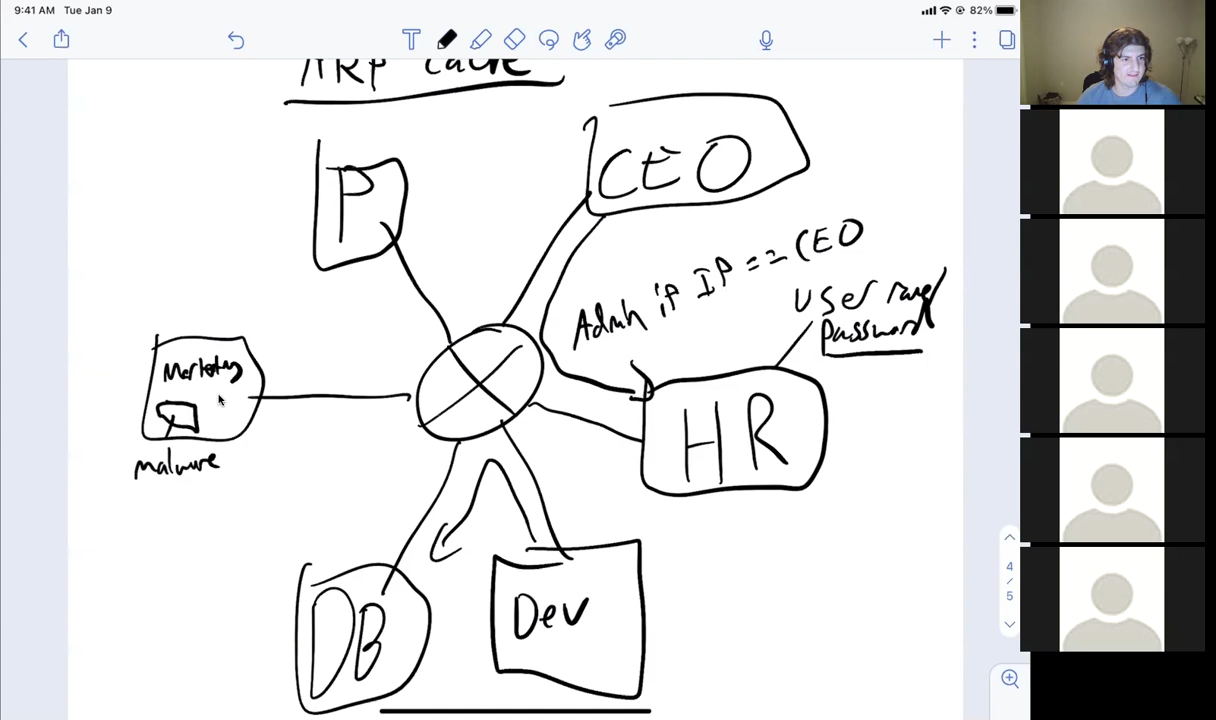 9:41 AM Tue Jan 9
82%
ARP Cache
P
CEO
Admin if IP == CEO
User name
Password
Marketing
malware
HR
DB
Dev
4
/
5